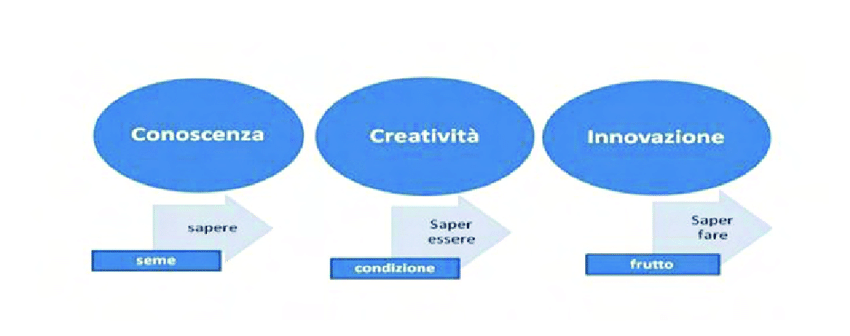 Conoscenza
Creatività
Innovazione
sapere
Saper
essere
Saper
fare
seme
condizione
frutto